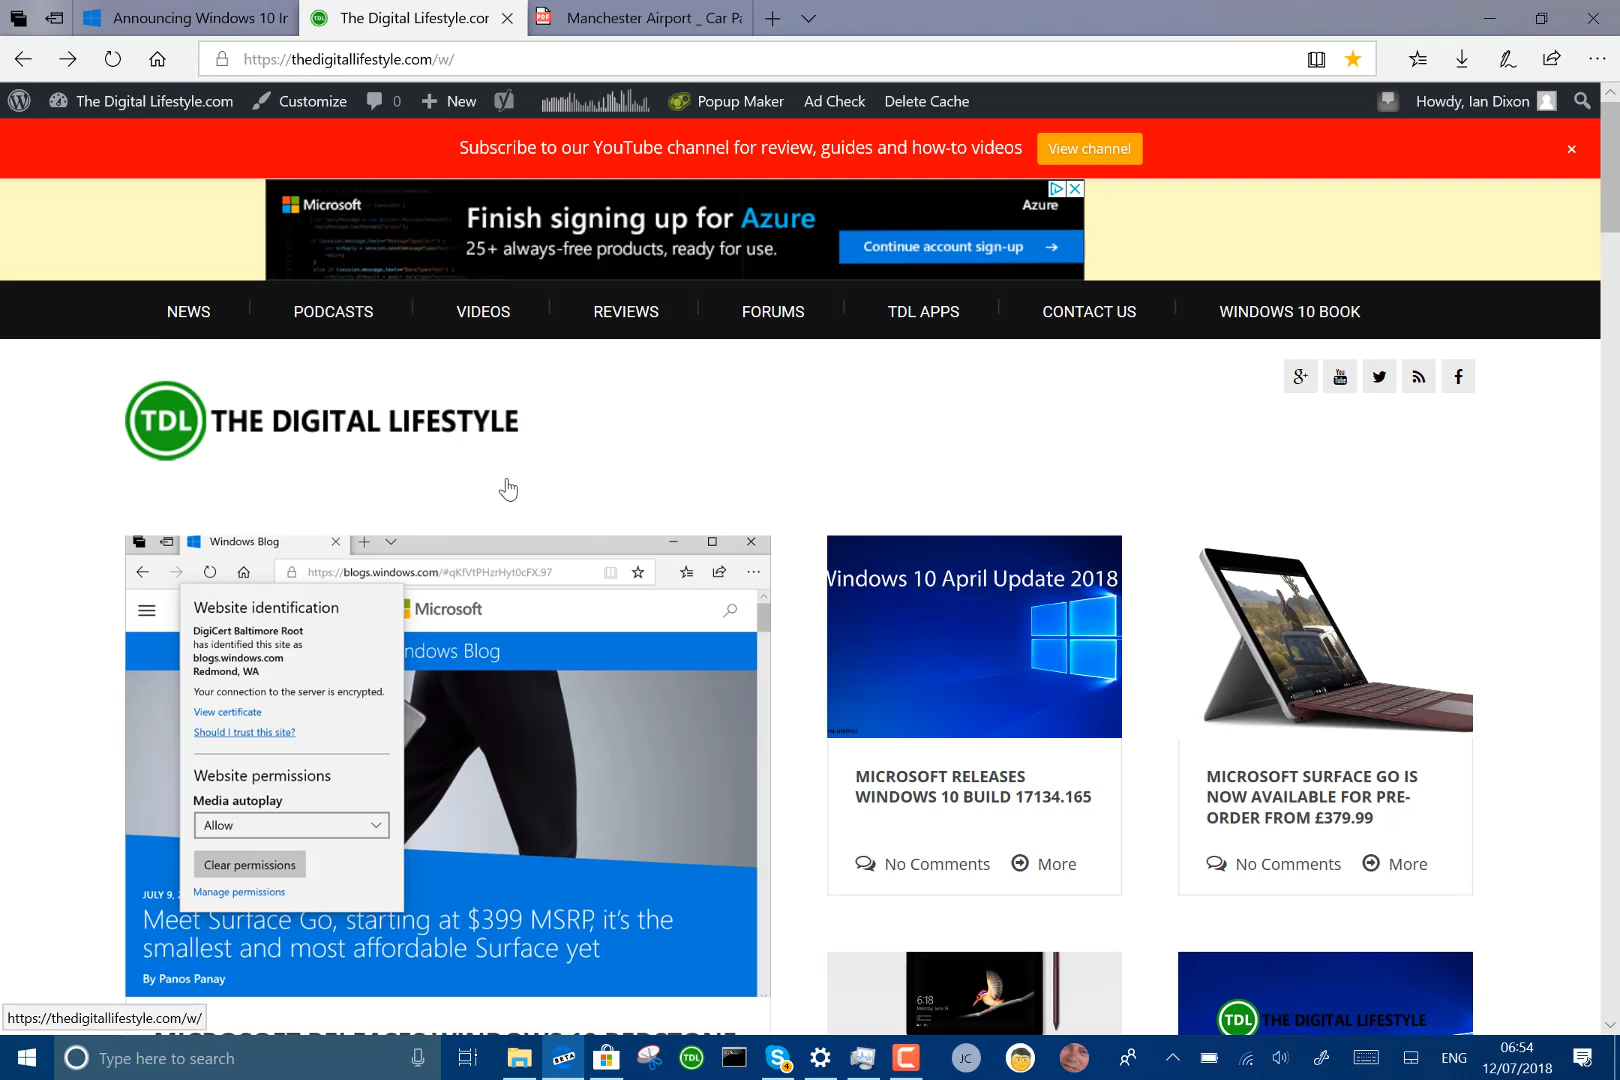 Announcing Windows 10 Ir
The Digital Lifestyle.cor
PDF
Manchester Airport _ Car Pa
https://thedigitallifestyle.com/w/
The Digital Lifestyle.com
Customize
0
New
Popup Maker
Ad Check
Delete Cache
Howdy, Ian Dixon
Subscribe to our YouTube channel for review, guides and how-to videos
View channel
Microsoft
Finish signing up for Azure
25+ always-free products, ready for use.
Azure
Continue account sign-up
NEWS
PODCASTS
VIDEOS
REVIEWS
FORUMS
TDL APPS
CONTACT US
WINDOWS 10 BOOK
TDL THE DIGITAL LIFESTYLE
You Tube
Windows Blog
https://blogs.windows.com/#qKfVtPHzrHyt0cFX.97
Website identification
DigiCert Baltimore Root
has identified this site as
blogs.windows.com
Redmond, WA
Your connection to the server is encrypted.
View certificate
Should I trust this site?
Website permissions
Media autoplay
Allow
Clear permissions
Manage permissions
Microsoft
ndows Blog
JULY 9,
Meet Surface Go, starting at $399 MSRP, it's the
smallest and most affordable Surface yet
By Panos Panay
Windows 10 April Update 2018
MICROSOFT RELEASES
WINDOWS 10 BUILD 17134.165
No Comments
More
MICROSOFT SURFACE GO IS
NOW AVAILABLE FOR PRE-
ORDER FROM £379.99
No Comments
More
6:18
TDL THE DIGITAL LIFESTYLE
https://thedigitallifestyle.com/w/
MICROSOFT RELEASES WINDOWS 10 REDSTONE
Type here to search
BETA
TDL
4
JC
ENG
06:54
12/07/2018